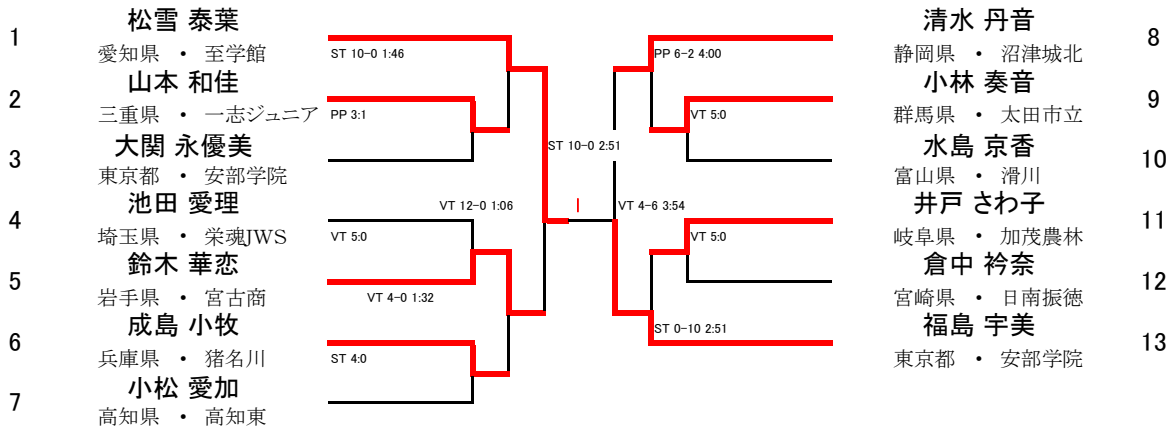 1
松雪 泰葉
愛知県 ・ 至学館
ST 10-0 1:46
2
山本 和佳
三重県 ・ 一志ジュニア
PP 3:1
3
大関 永優美
東京都 ・ 安部学院
ST 10-0 2:51
4
池田 愛理
埼玉県 ・ 栄魂JWS
VT 12-0 1:06
VT 5:0
5
鈴木 華恋
岩手県 ・ 宮古商
VT 4-0 1:32
6
成島 小牧
兵庫県 ・ 猪名川
ST 4:0
7
小松 愛加
高知県 ・ 高知東
清水 丹音
静岡県 ・ 沼津城北
8
PP 6-2 4:00
小林 奏音
群馬県 ・ 太田市立
9
VT 5:0
水島 京香
富山県 ・ 滑川
10
VT 4-6 3:54
井戸 さわ子
岐阜県 ・ 加茂農林
11
VT 5:0
倉中 衿奈
宮崎県 ・ 日南振徳
12
ST 0-10 2:51
福島 宇美
東京都 ・ 安部学院
13